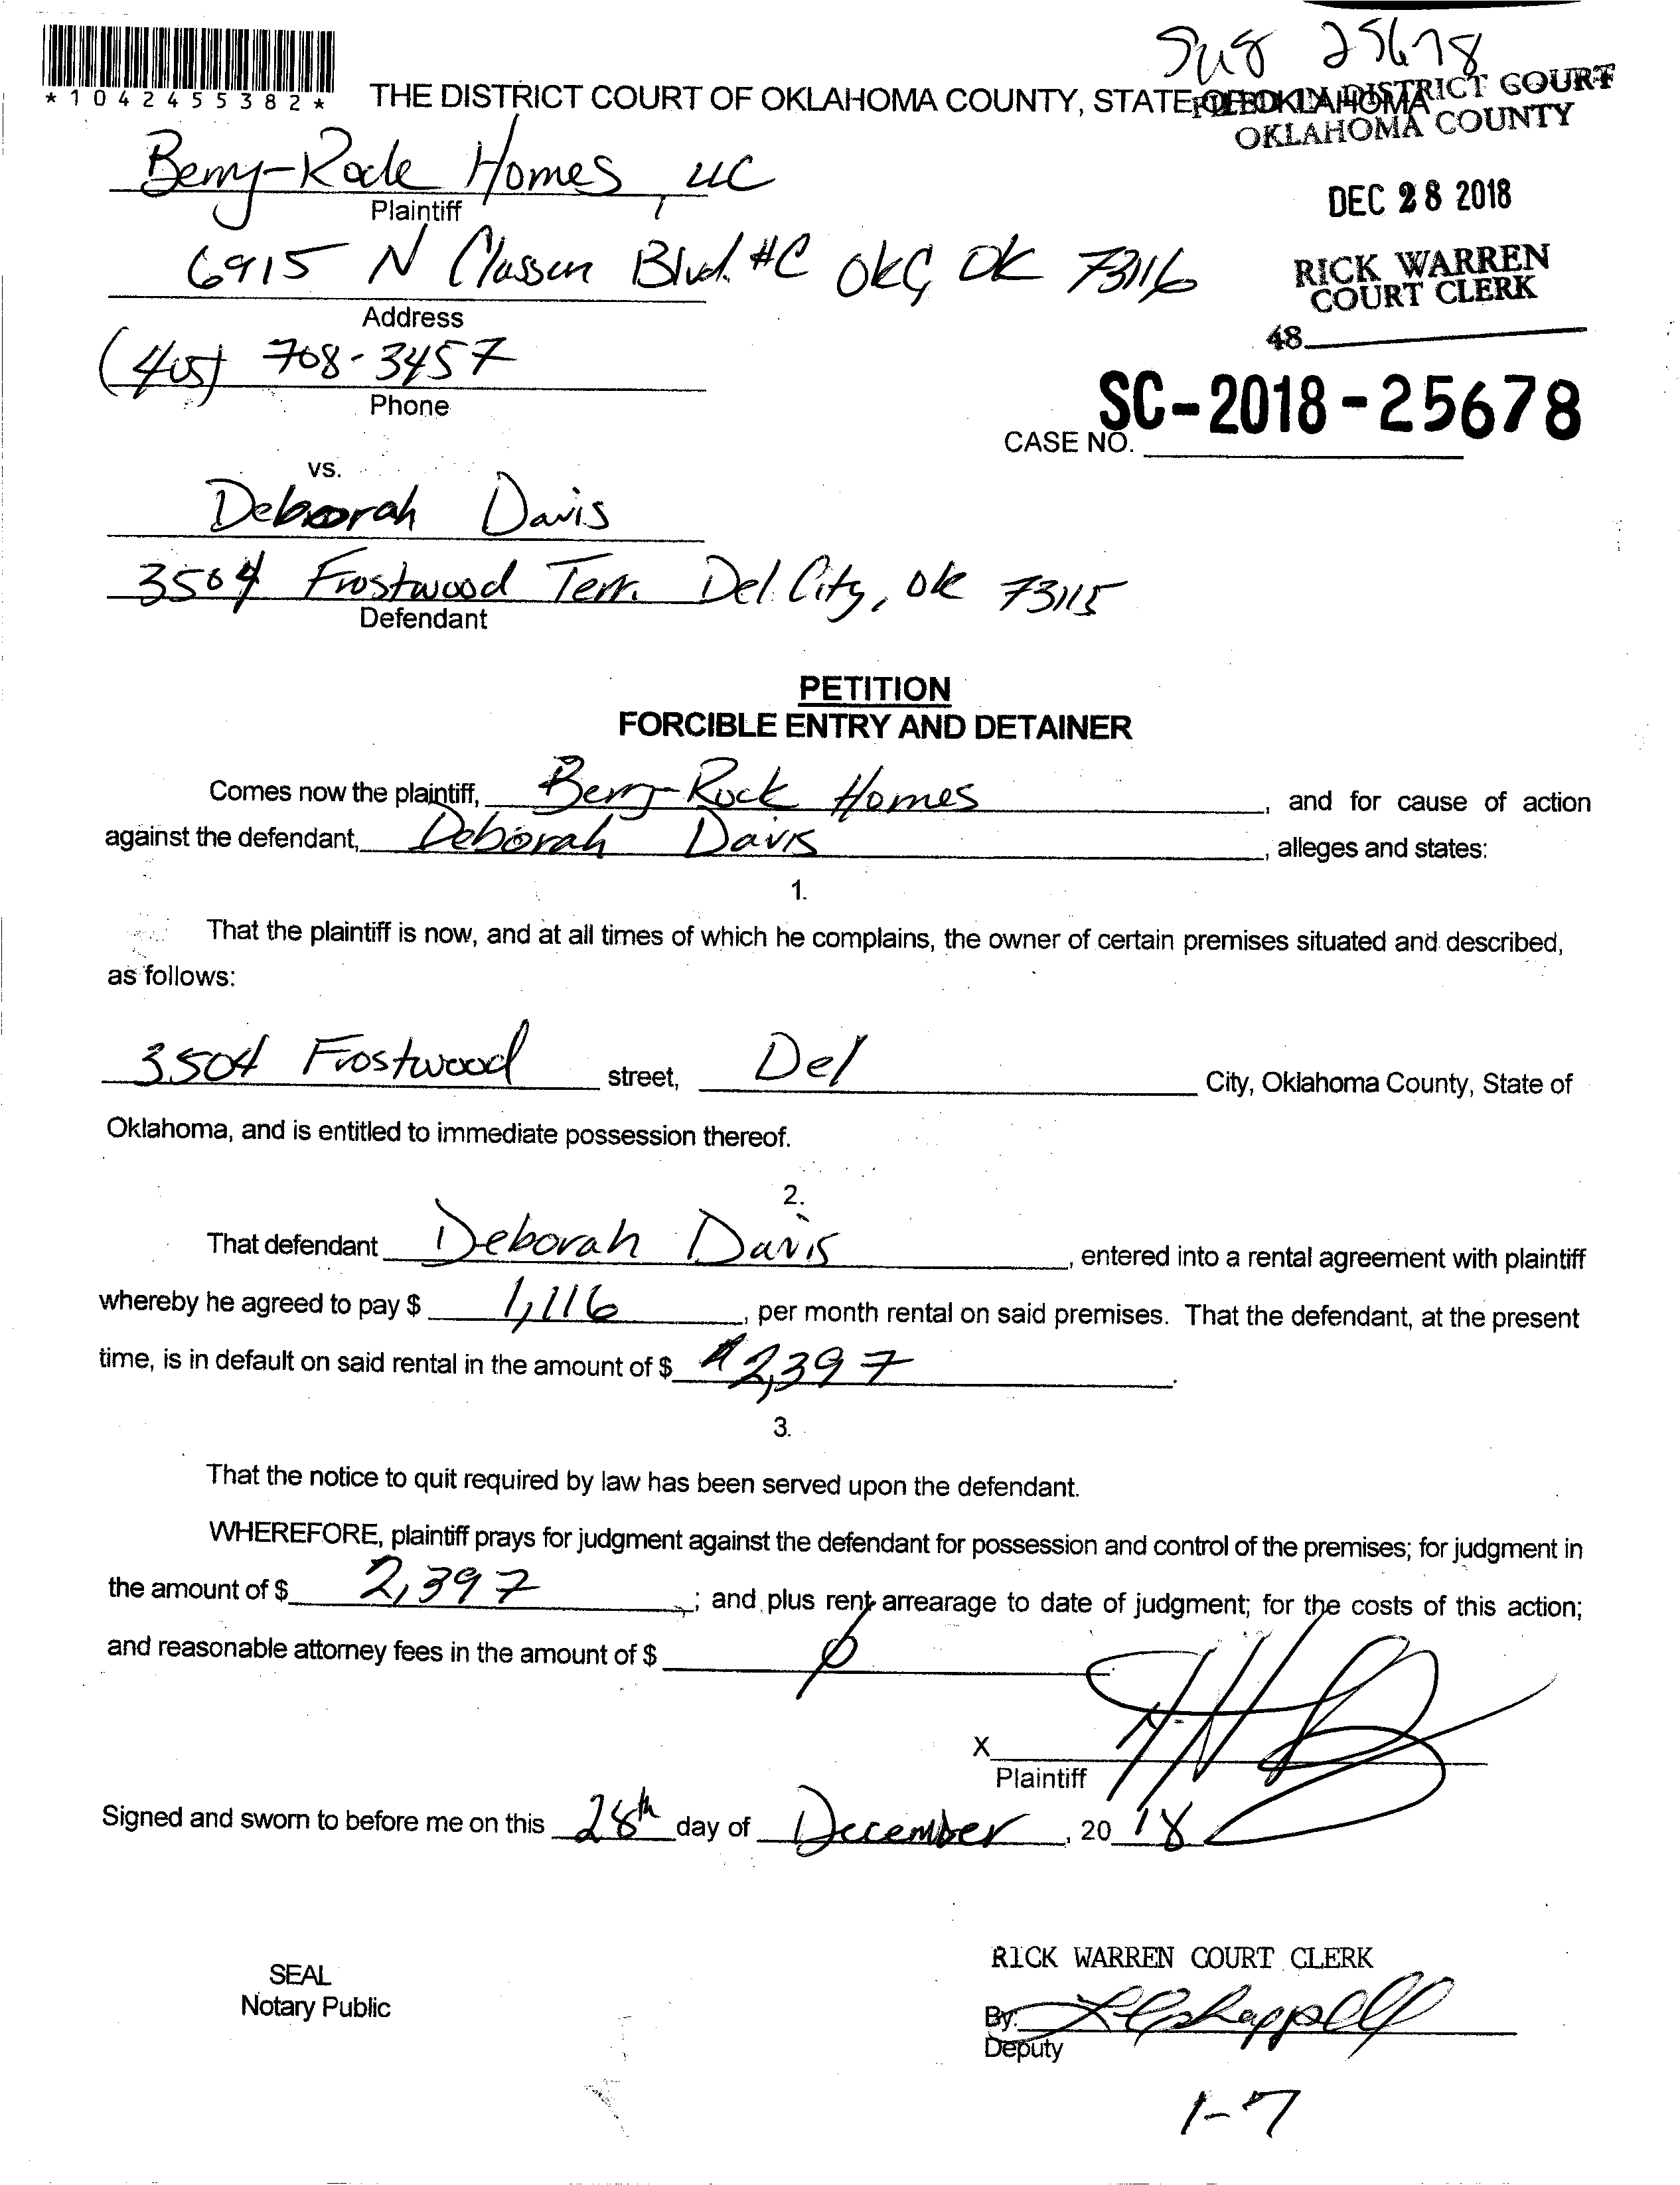 25678
*1042455382*
THE DISTRICT COURT OF OKLAHOMA COUNTY, STATE OF OKLAHOMA
FILED IN DISTRICT COURT
OKLAHOMA COUNTY
Berry-Rock Homes, LLC
Plaintiff
DEC 28 2018
6915 N Classen Blvd. #C OKC, OK 73116
Address
RICK WARREN
COURT CLERK
(405) 708-3457
Phone
48
SC-2018-25678
CASE NO.
vs.
Deborah Davis
3504 Frostwood Terr. Del City, OK 73115
Defendant
PETITION
FORCIBLE ENTRY AND DETAINER
Comes now the plaintiff, Berry-Rock Homes, and for cause of action
against the defendant, Deborah Davis, alleges and states:
1.
That the plaintiff is now, and at all times of which he complains, the owner of certain premises situated and described,
as follows:
3504 Frostwood street, Del City, Oklahoma County, State of
Oklahoma, and is entitled to immediate possession thereof.
2.
That defendant Deborah Davis, entered into a rental agreement with plaintiff
whereby he agreed to pay $ 1,116, per month rental on said premises. That the defendant, at the present
time, is in default on said rental in the amount of $ 2,397.
3.
That the notice to quit required by law has been served upon the defendant.
WHEREFORE, plaintiff prays for judgment against the defendant for possession and control of the premises; for judgment in
the amount of $ 2,397; and plus rent arrearage to date of judgment; for the costs of this action;
and reasonable attorney fees in the amount of $ ∅
X
Plaintiff
Signed and sworn to before me on this 28th day of December, 2018
SEAL
Notary Public
RICK WARREN COURT CLERK
By:
Deputy
1-7